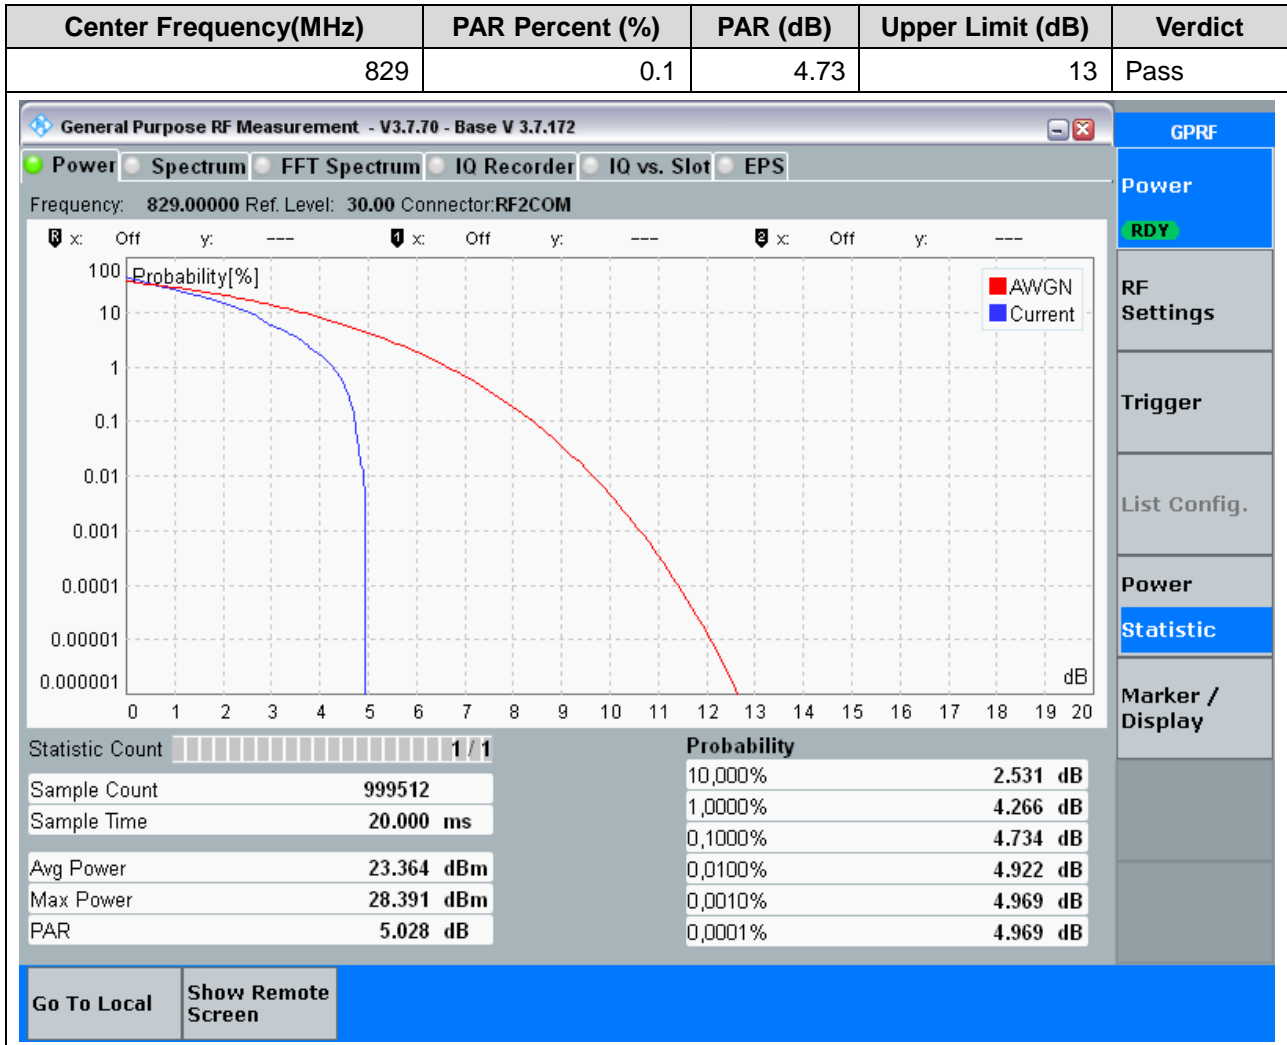 Center Frequency(MHz) PAR Percent (%) PAR (dB) Upper Limit (dB) Verdict
829 0.1 4.73 13 Pass
General Purpose RF Measurement - V3.7.70 - Base V 3.7.172
GPRF
Power Spectrum FFT Spectrum IQ Recorder IQ vs. Slot EPS
Power
RDY
Frequency: 829.00000 Ref. Level: 30.00 Connector:RF2COM
R x: Off y: --- 1 x: Off y: --- 2 x: Off y: ---
Probability[%]
AWGN
Current
100
10
1
0.1
0.01
0.001
0.0001
0.00001
0.000001
dB
0 1 2 3 4 5 6 7 8 9 10 11 12 13 14 15 16 17 18 19 20
RF
Settings
Trigger
List Config.
Power
Statistic
Marker /
Display
Statistic Count 1 / 1
Sample Count 999512
Sample Time 20.000 ms
Avg Power 23.364 dBm
Max Power 28.391 dBm
PAR 5.028 dB
Probability
10,000% 2.531 dB
1,0000% 4.266 dB
0,1000% 4.734 dB
0,0100% 4.922 dB
0,0010% 4.969 dB
0,0001% 4.969 dB
Go To Local
Show Remote
Screen